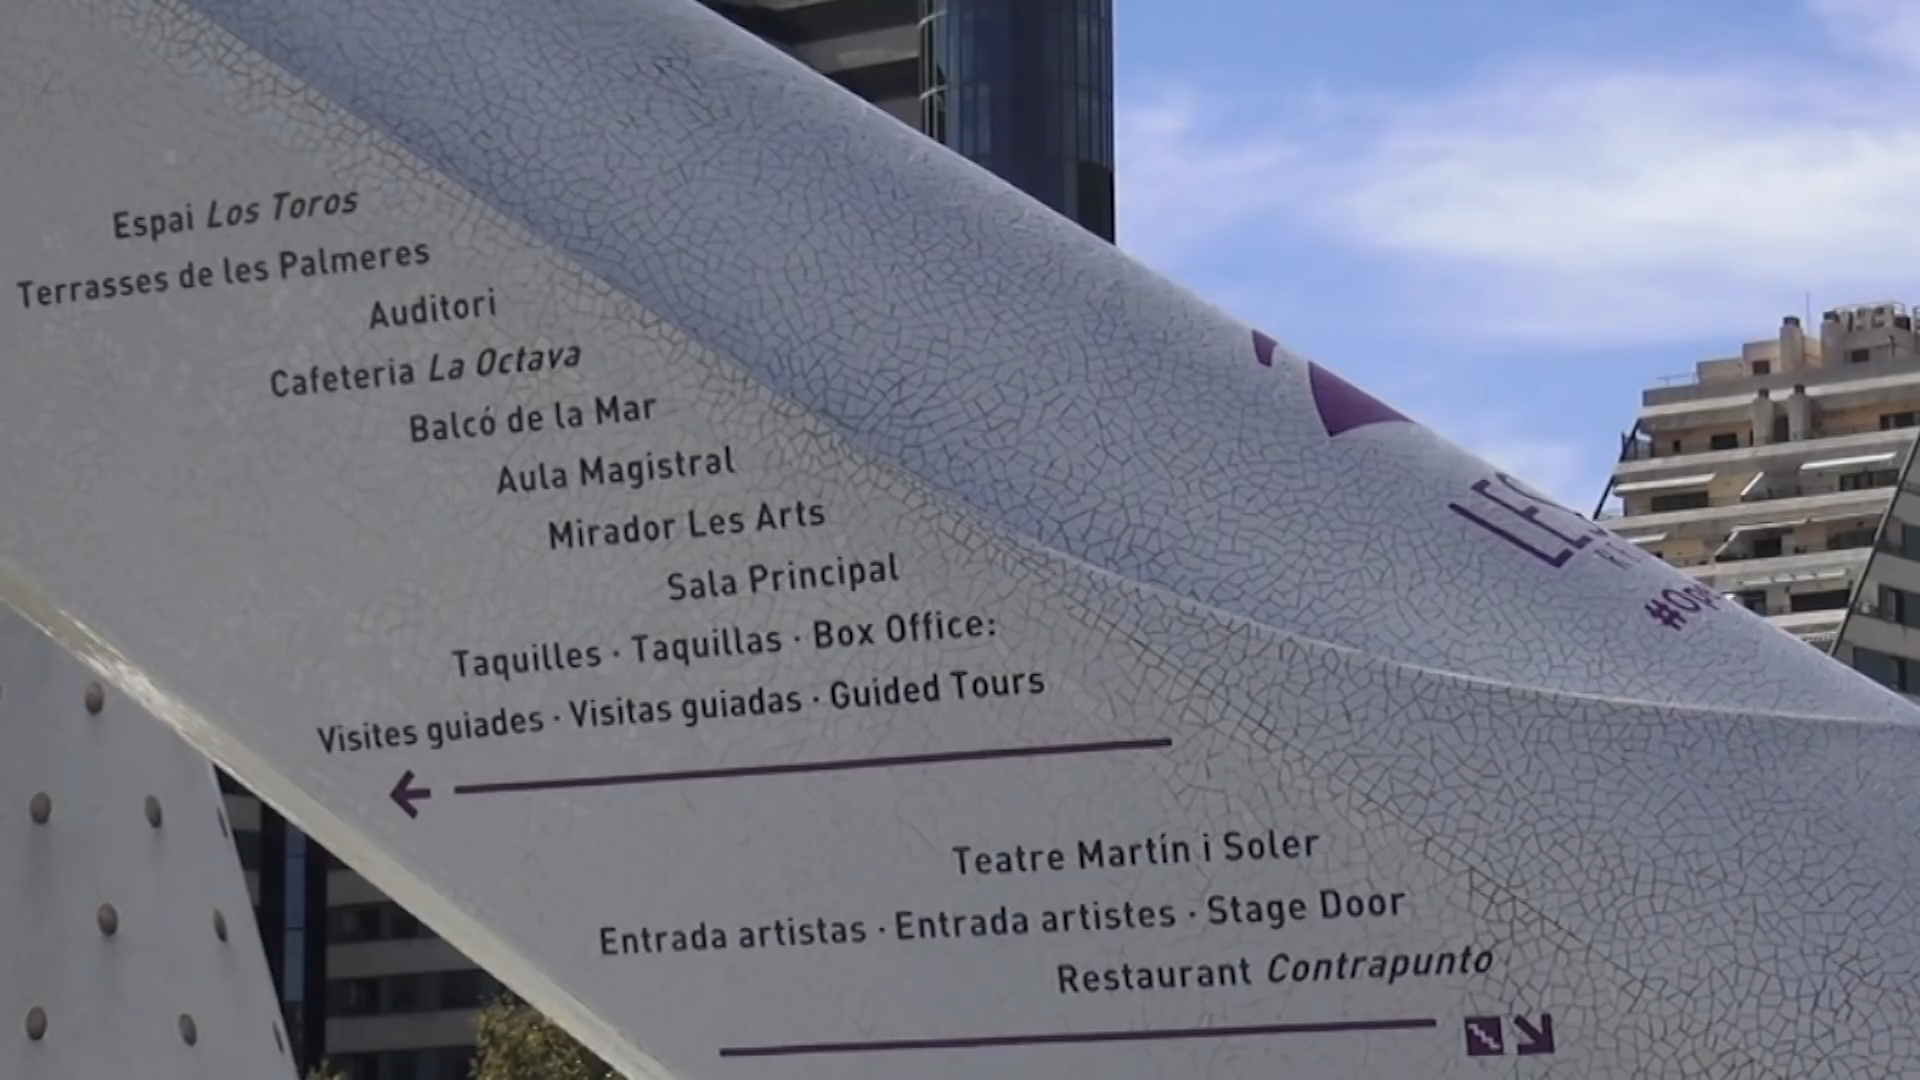 Espai Los Toros
Terrasses de les Palmeres
Auditori
Cafeteria La Octava
Balcó de la Mar
Aula Magistral
Mirador Les Arts
Sala Principal
Taquilles · Taquillas · Box Office:
Visites guiades · Visitas guiadas · Guided Tours
Teatre Martín i Soler
Entrada artistas · Entrada artistes · Stage Door
Restaurant Contrapunto
LES